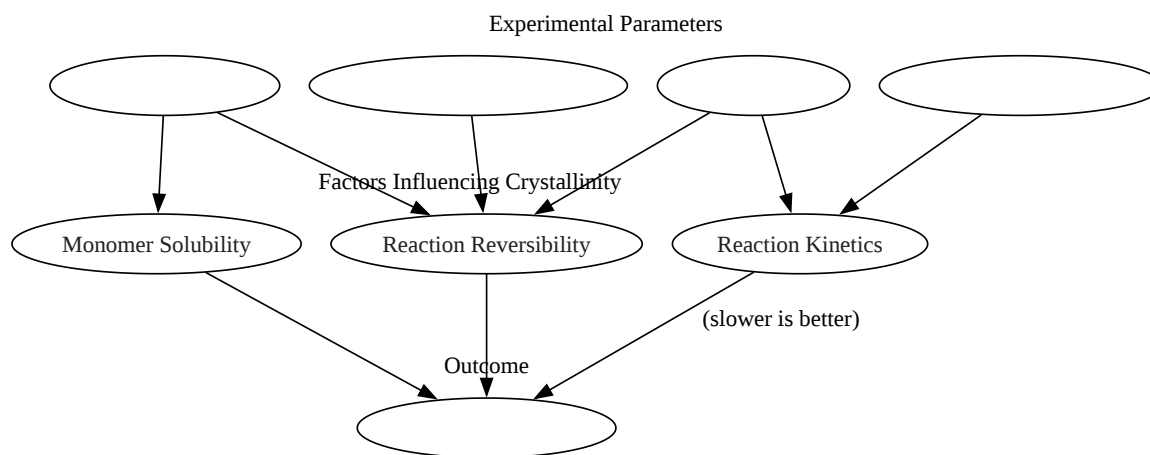 Experimental Parameters
Factors Influencing Crystallinity
Monomer Solubility
Reaction Reversibility
Reaction Kinetics
(slower is better)
Outcome